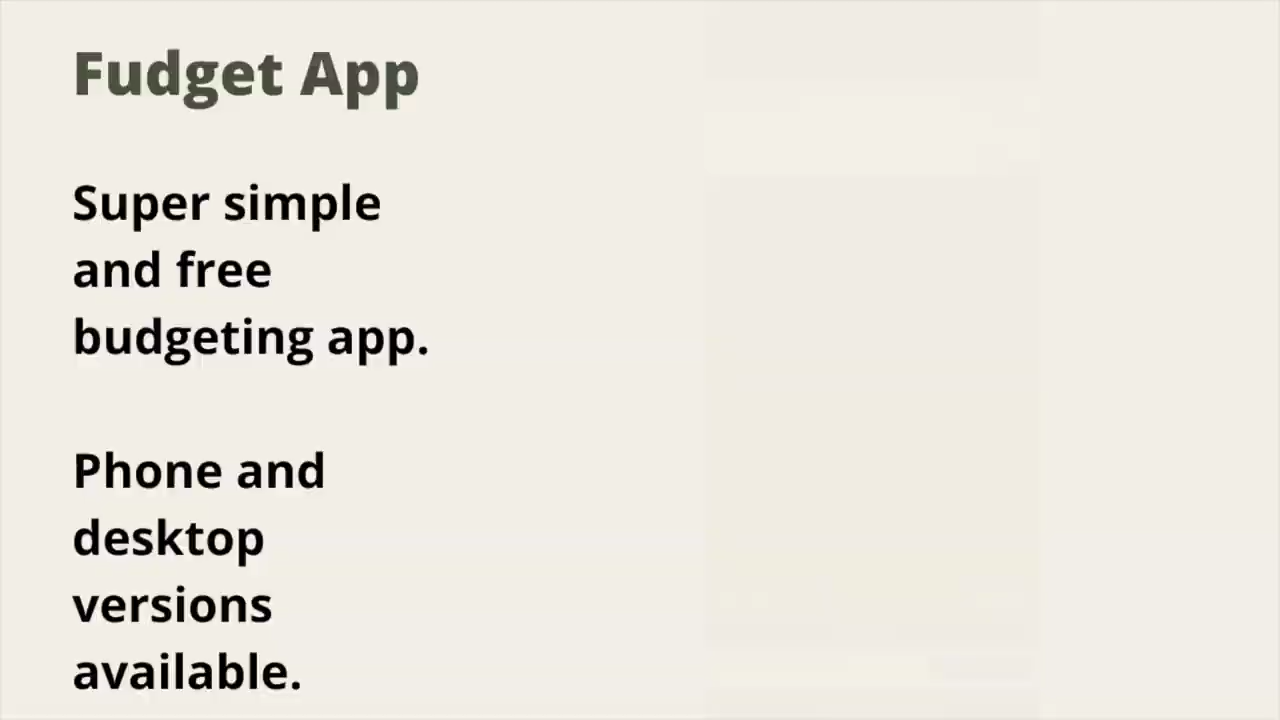 Fudget App
Super simple
and free
budgeting app.
Phone and
desktop
versions
available.